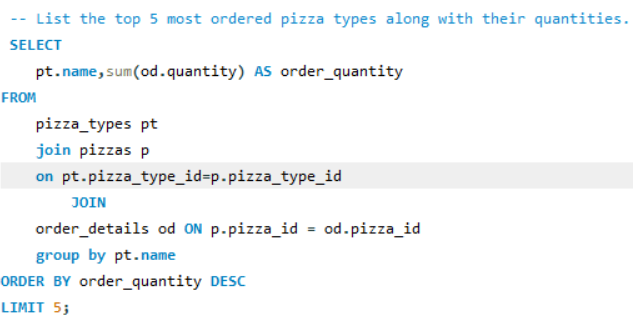 -- List the top 5 most ordered pizza types along with their quantities.
SELECT
pt.name,sum(od.quantity) AS order_quantity
FROM
pizza_types pt
join pizzas p
on pt.pizza_type_id=p.pizza_type_id
JOIN
order_details od ON p.pizza_id = od.pizza_id
group by pt.name
ORDER BY order_quantity DESC
LIMIT 5;